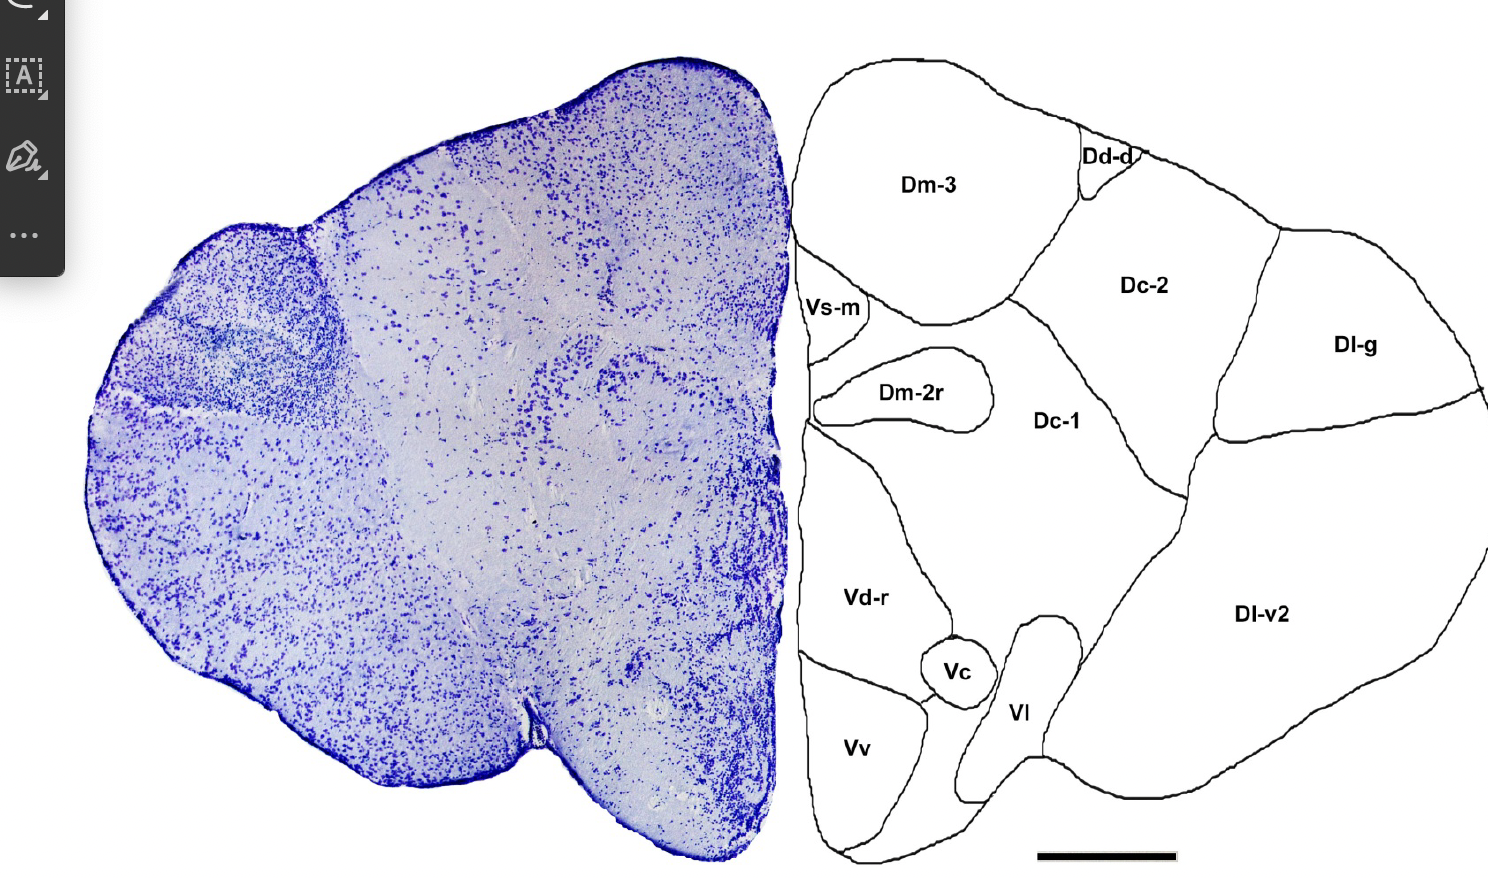 A
Dd-d
Dm-3
Dc-2
Vs-m
Dl-g
Dm-2r
Dc-1
Vd-r
Dl-v2
Vc
Vl
Vv